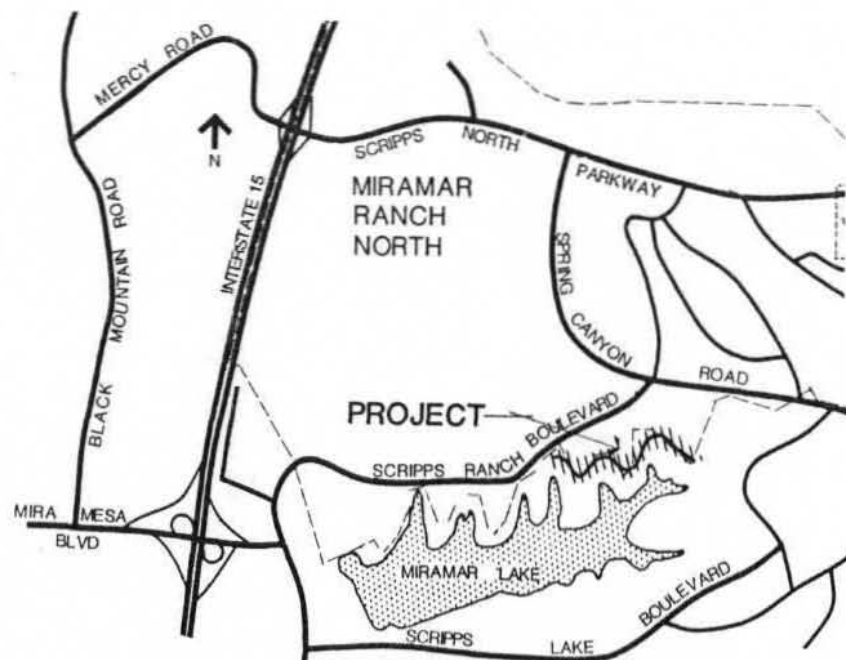 MERCY ROAD
N
SCRIPPS NORTH PARKWAY
MIRAMAR
RANCH
NORTH
INTERSTATE 15
BLACK MOUNTAIN ROAD
SPRING CANYON ROAD
PROJECT
SCRIPPS RANCH BOULEVARD
MIRA MESA
BLVD
MIRAMAR LAKE
SCRIPPS LAKE BOULEVARD